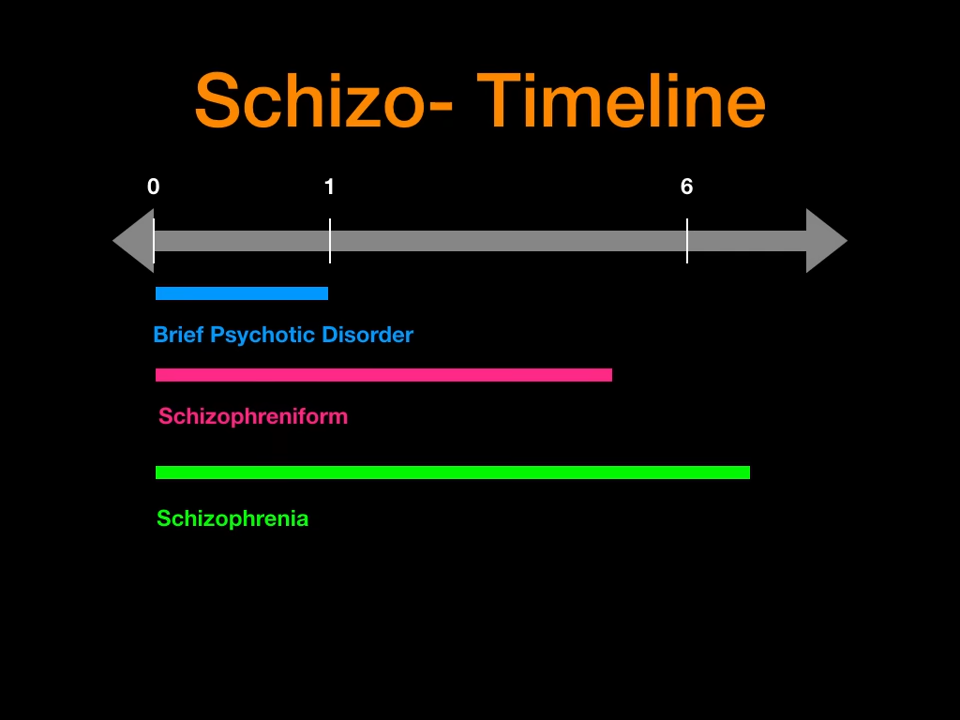 Schizo- Timeline
0 1 6
Brief Psychotic Disorder
Schizophreniform
Schizophrenia